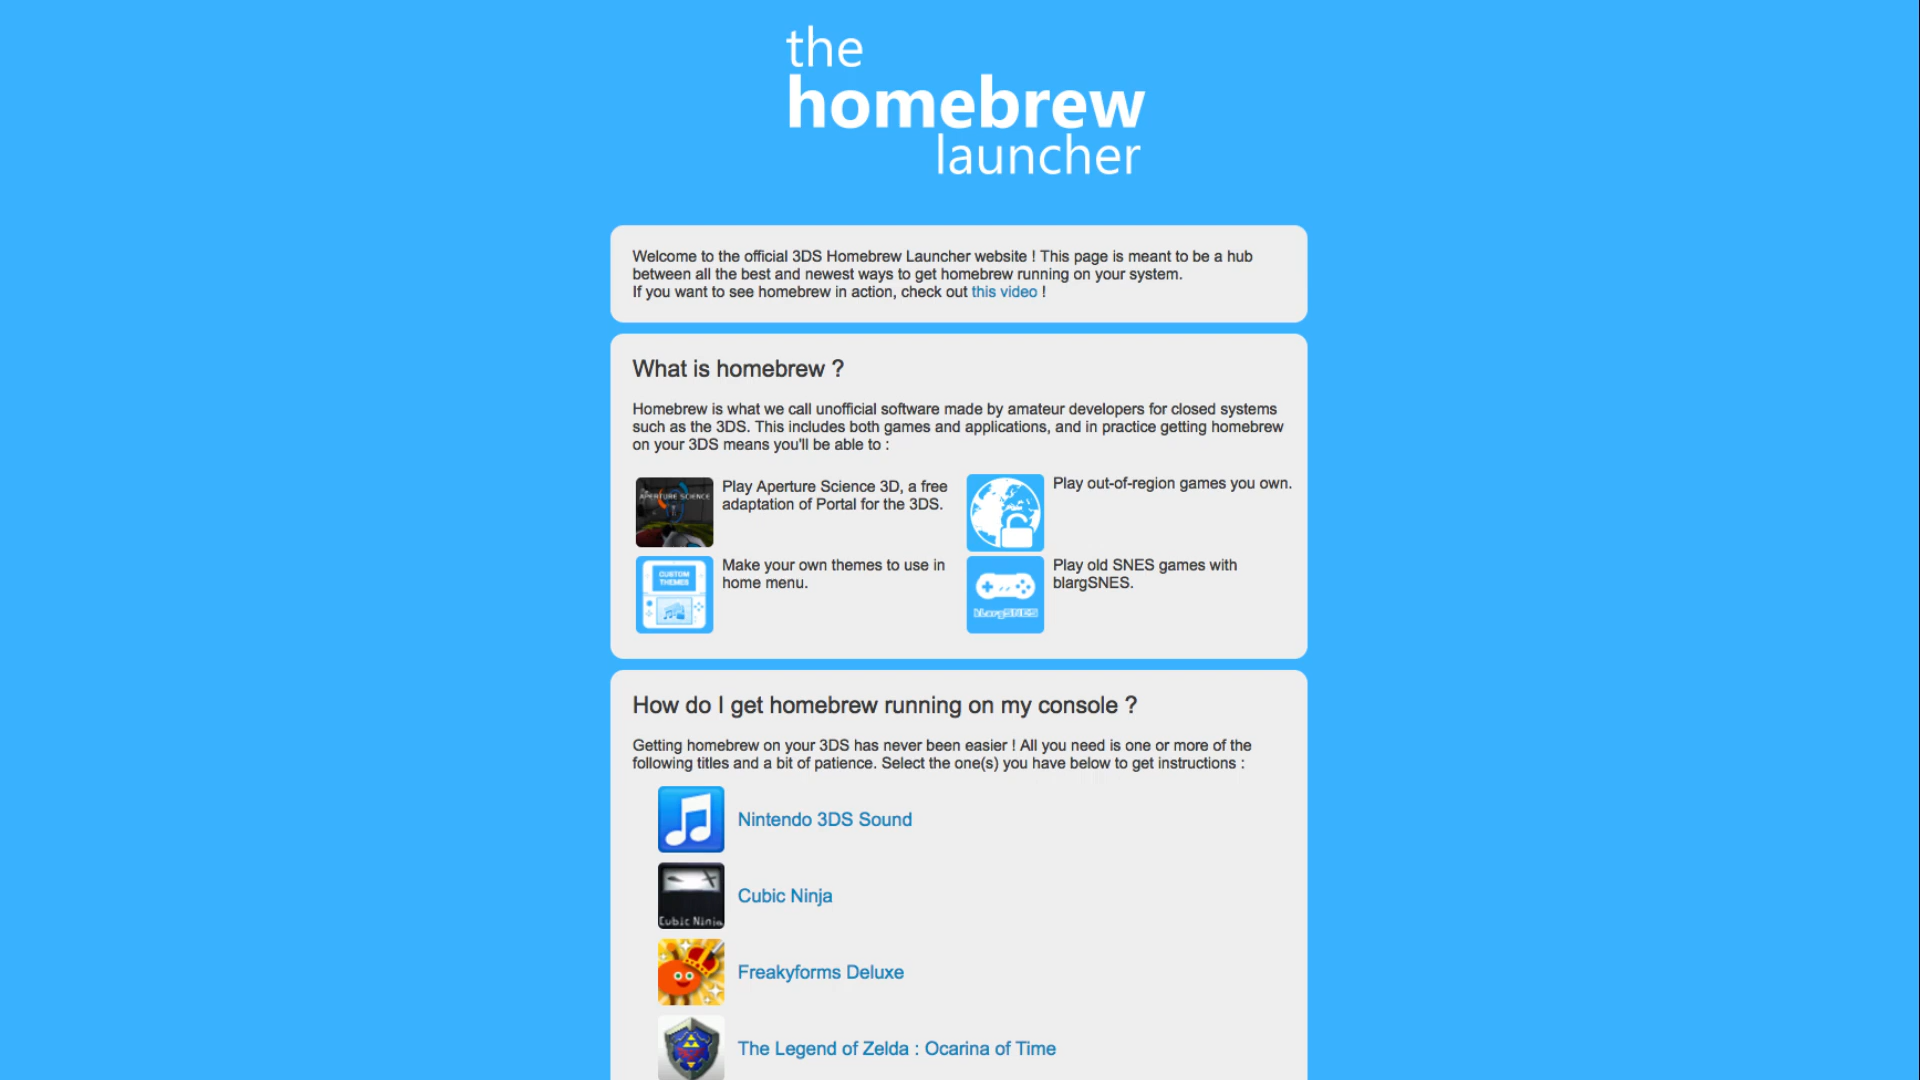 the
homebrew
launcher
Welcome to the official 3DS Homebrew Launcher website ! This page is meant to be a hub
between all the best and newest ways to get homebrew running on your system.
If you want to see homebrew in action, check out this video !
What is homebrew ?
Homebrew is what we call unofficial software made by amateur developers for closed systems
such as the 3DS. This includes both games and applications, and in practice getting homebrew
on your 3DS means you'll be able to :
APERTURE SCIENCE
Play Aperture Science 3D, a free
adaptation of Portal for the 3DS.
Play out-of-region games you own.
CUSTOM
THEMES
Make your own themes to use in
home menu.
blargSNES
Play old SNES games with
blargSNES.
How do I get homebrew running on my console ?
Getting homebrew on your 3DS has never been easier ! All you need is one or more of the
following titles and a bit of patience. Select the one(s) you have below to get instructions :
Nintendo 3DS Sound
Cubic Ninja
Cubic Ninja
Freakyforms Deluxe
The Legend of Zelda : Ocarina of Time